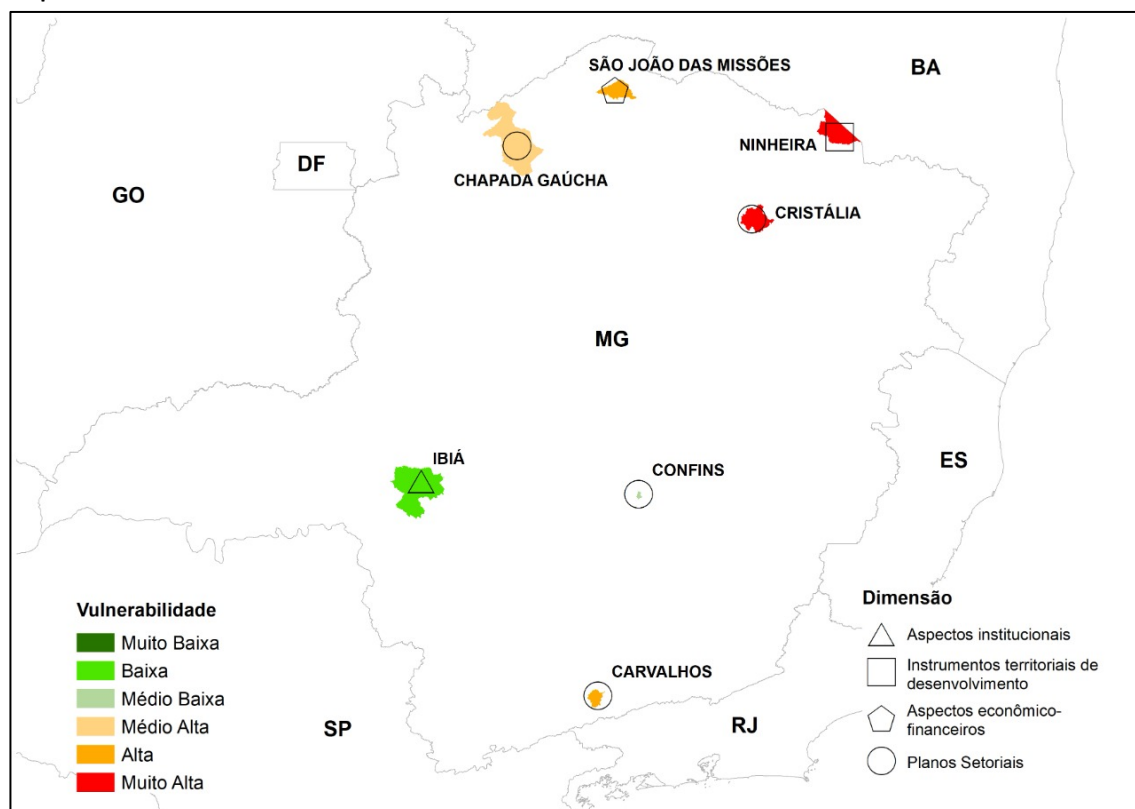 SÃO JOÃO DAS MISSÕES
BA
NINHEIRA
DF
CHAPADA GAÚCHA
GO
CRISTÁLIA
MG
IBIÁ
CONFINS
ES
CARVALHOS
SP
RJ
Vulnerabilidade
Muito Baixa
Baixa
Médio Baixa
Médio Alta
Alta
Muito Alta
Dimensão
Aspectos institucionais
Instrumentos territoriais de
desenvolvimento
Aspectos econômico-
financeiros
Planos Setoriais